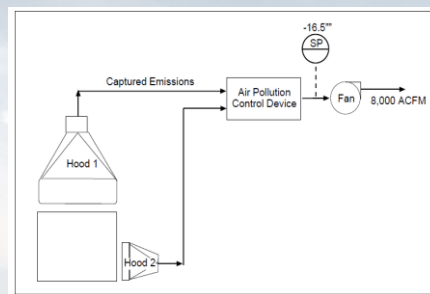 -16.5"'
SP
Captured Emissions
Air Pollution
Control Device
Fan
8,000 ACFM
Hood 1
Hood 2